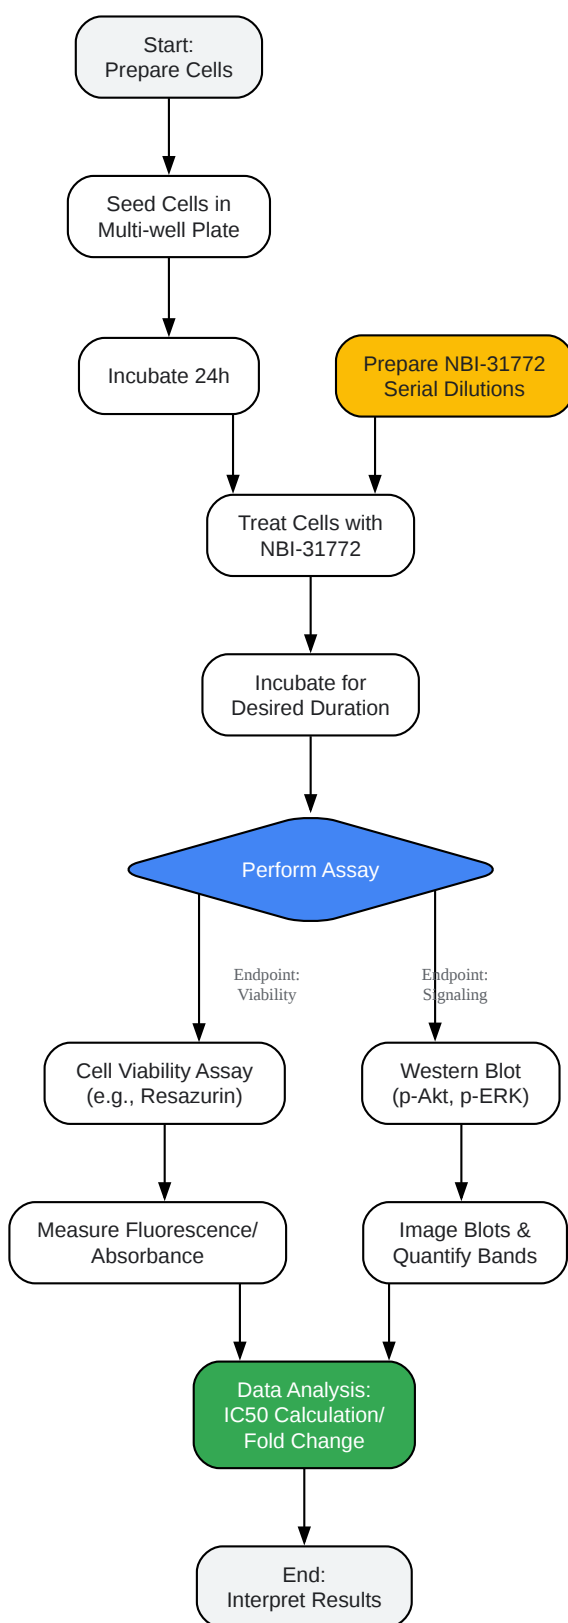 Start:
Prepare Cells
Seed Cells in
Multi-well Plate
Incubate 24h
Prepare NBI-31772
Serial Dilutions
Treat Cells with
NBI-31772
Incubate for
Desired Duration
Perform Assay
Endpoint:
Viability
Endpoint:
Signaling
Cell Viability Assay
(e.g., Resazurin)
Western Blot
(p-Akt, p-ERK)
Measure Fluorescence/
Absorbance
Image Blots &
Quantify Bands
Data Analysis:
IC50 Calculation/
Fold Change
End:
Interpret Results